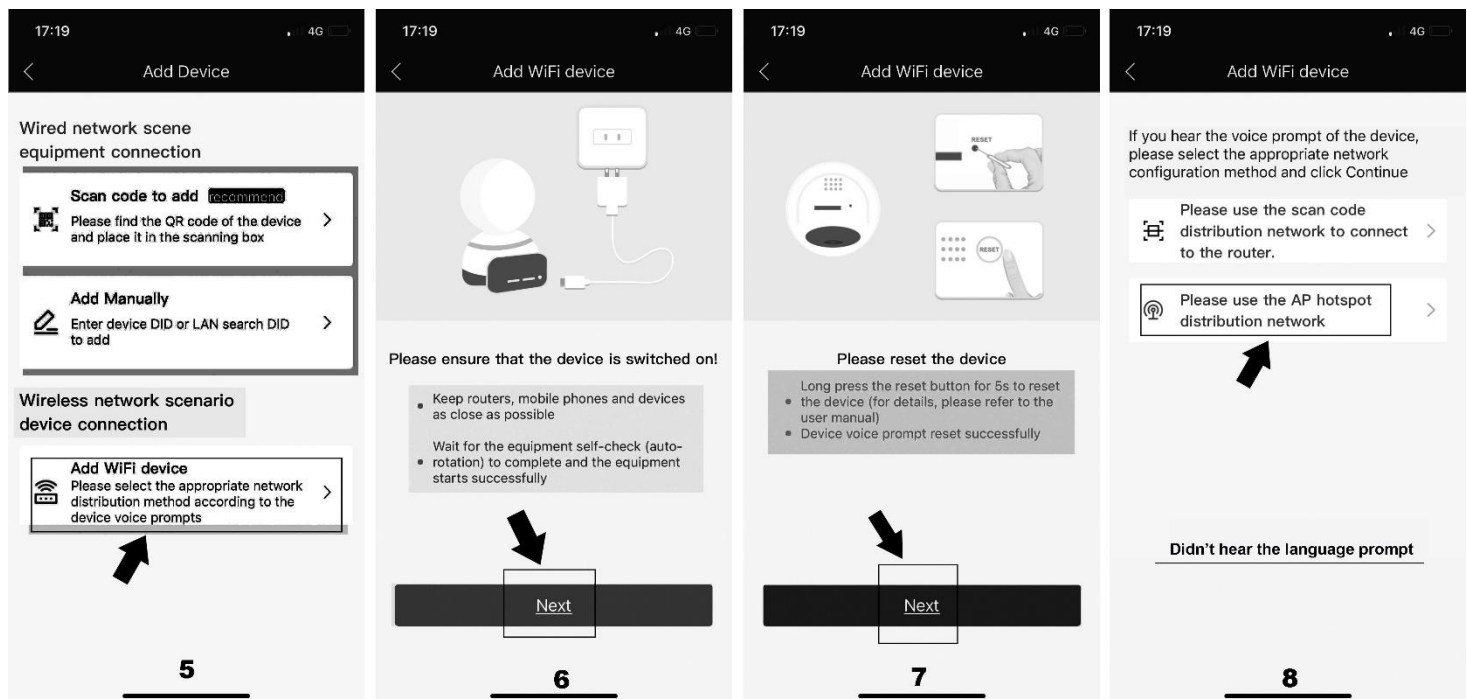 17:19
4G
Add Device
Wired network scene
equipment connection
Scan code to add recommend
Please find the QR code of the device
and place it in the scanning box
Add Manually
Enter device DID or LAN search DID
to add
Wireless network scenario
device connection
Add WiFi device
Please select the appropriate network
distribution method according to the
device voice prompts
5
17:19
4G
Add WiFi device
Please ensure that the device is switched on!
• Keep routers, mobile phones and devices
as close as possible
Wait for the equipment self-check (auto-
• rotation) to complete and the equipment
starts successfully
Next
6
17:19
4G
Add WiFi device
RESET
RESET
Please reset the device
Long press the reset button for 5s to reset
• the device (for details, please refer to the
user manual)
• Device voice prompt reset successfully
Next
7
17:19
4G
Add WiFi device
If you hear the voice prompt of the device,
please select the appropriate network
configuration method and click Continue
Please use the scan code
distribution network to connect
to the router.
Please use the AP hotspot
distribution network
Didn't hear the language prompt
8